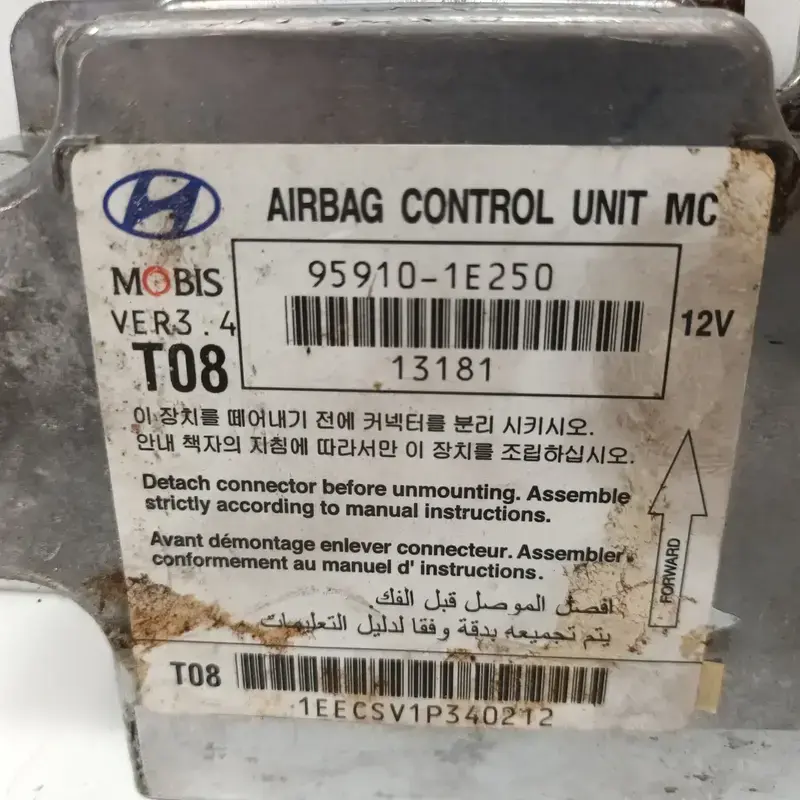 AIRBAG CONTROL UNIT MC
MOBIS
95910-1E250
VER3.4
12V
T08
13181
이 장치를 떼어내기 전에 커넥터를 분리 시키시오.
안내 책자의 지침에 따라서만 이 장치를 조립하십시오.
Detach connector before unmounting. Assemble
strictly according to manual instructions.
Avant démontage enlever connecteur. Assembler
conformement au manuel d' instructions.
FORWARD
افصل الموصل قبل الفك.
يتم تجميعه بدقة وفقا لدليل التعليمات
T08
1EECSV1P340212